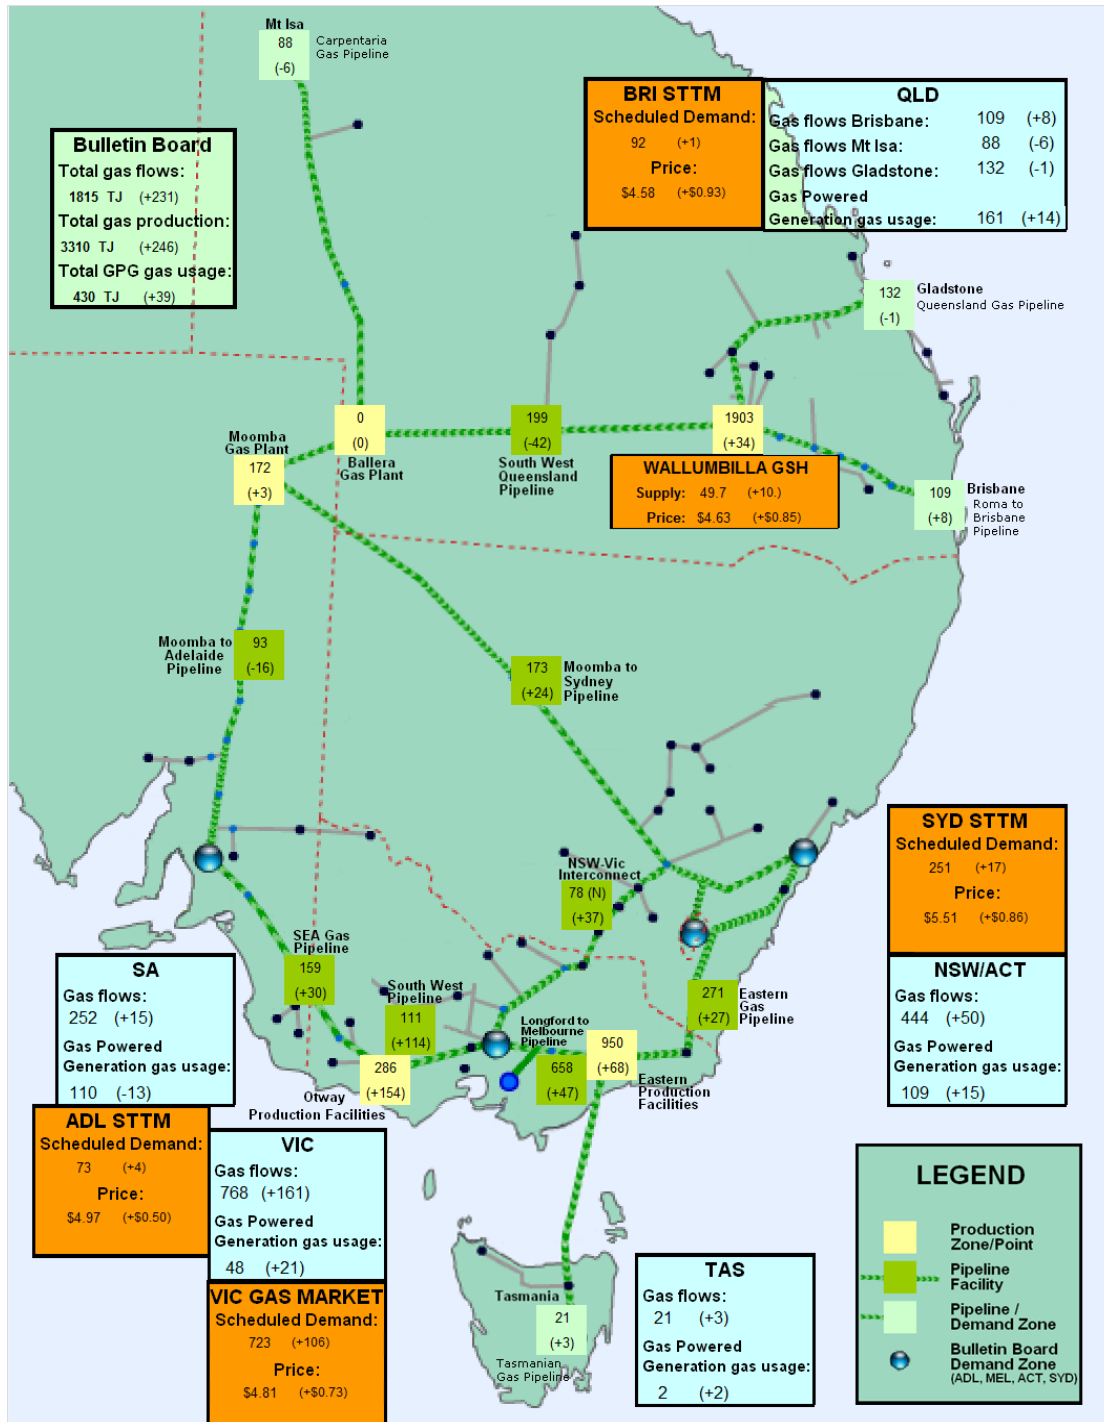 Mt Isa
88
(-6)
Carpentaria
Gas Pipeline
Bulletin Board
Total gas flows:
1815 TJ (+231)
Total gas production:
3310 TJ (+246)
Total GPG gas usage:
430 TJ (+39)
BRI STTM
Scheduled Demand:
92 (+1)
Price:
$4.58 (+$0.93)
QLD
Gas flows Brisbane: 109 (+8)
Gas flows Mt Isa: 88 (-6)
Gas flows Gladstone: 132 (-1)
Gas Powered
Generation gas usage: 161 (+14)
132
(-1)
Gladstone
Queensland Gas Pipeline
0
(0)
Ballera
Gas Plant
199
(-42)
South West
Queensland
Pipeline
1903
(+34)
Moomba
Gas Plant
172
(+3)
WALLUMBILLA GSH
Supply: 49.7 (+10.)
Price: $4.63 (+$0.85)
109
(+8)
Brisbane
Roma to
Brisbane
Pipeline
Moomba to
Adelaide
Pipeline
93
(-16)
173
(+24)
Moomba to
Sydney
Pipeline
SYD STTM
Scheduled Demand:
251 (+17)
Price:
$5.51 (+$0.86)
NSW-Vic
Interconnect
78 (N)
(+37)
SEA Gas
Pipeline
159
(+30)
South West
Pipeline
111
(+114)
SA
Gas flows:
252 (+15)
Gas Powered
Generation gas usage:
110 (-13)
NSW/ACT
Gas flows:
444 (+50)
Gas Powered
Generation gas usage:
109 (+15)
271
(+27)
Eastern
Gas
Pipeline
Longford to
Melbourne
Pipeline
658
(+47)
950
(+68)
Eastern
Production
Facilities
286
(+154)
Otway
Production Facilities
ADL STTM
Scheduled Demand:
73 (+4)
Price:
$4.97 (+$0.50)
VIC
Gas flows:
768 (+161)
Gas Powered
Generation gas usage:
48 (+21)
VIC GAS MARKET
Scheduled Demand:
723 (+106)
Price:
$4.81 (+$0.73)
Tasmania
21
(+3)
Tasmanian
Gas Pipeline
TAS
Gas flows:
21 (+3)
Gas Powered
Generation gas usage:
2 (+2)
LEGEND
Production
Zone/Point
Pipeline
Facility
Pipeline /
Demand Zone
Bulletin Board
Demand Zone
(ADL, MEL, ACT, SYD)